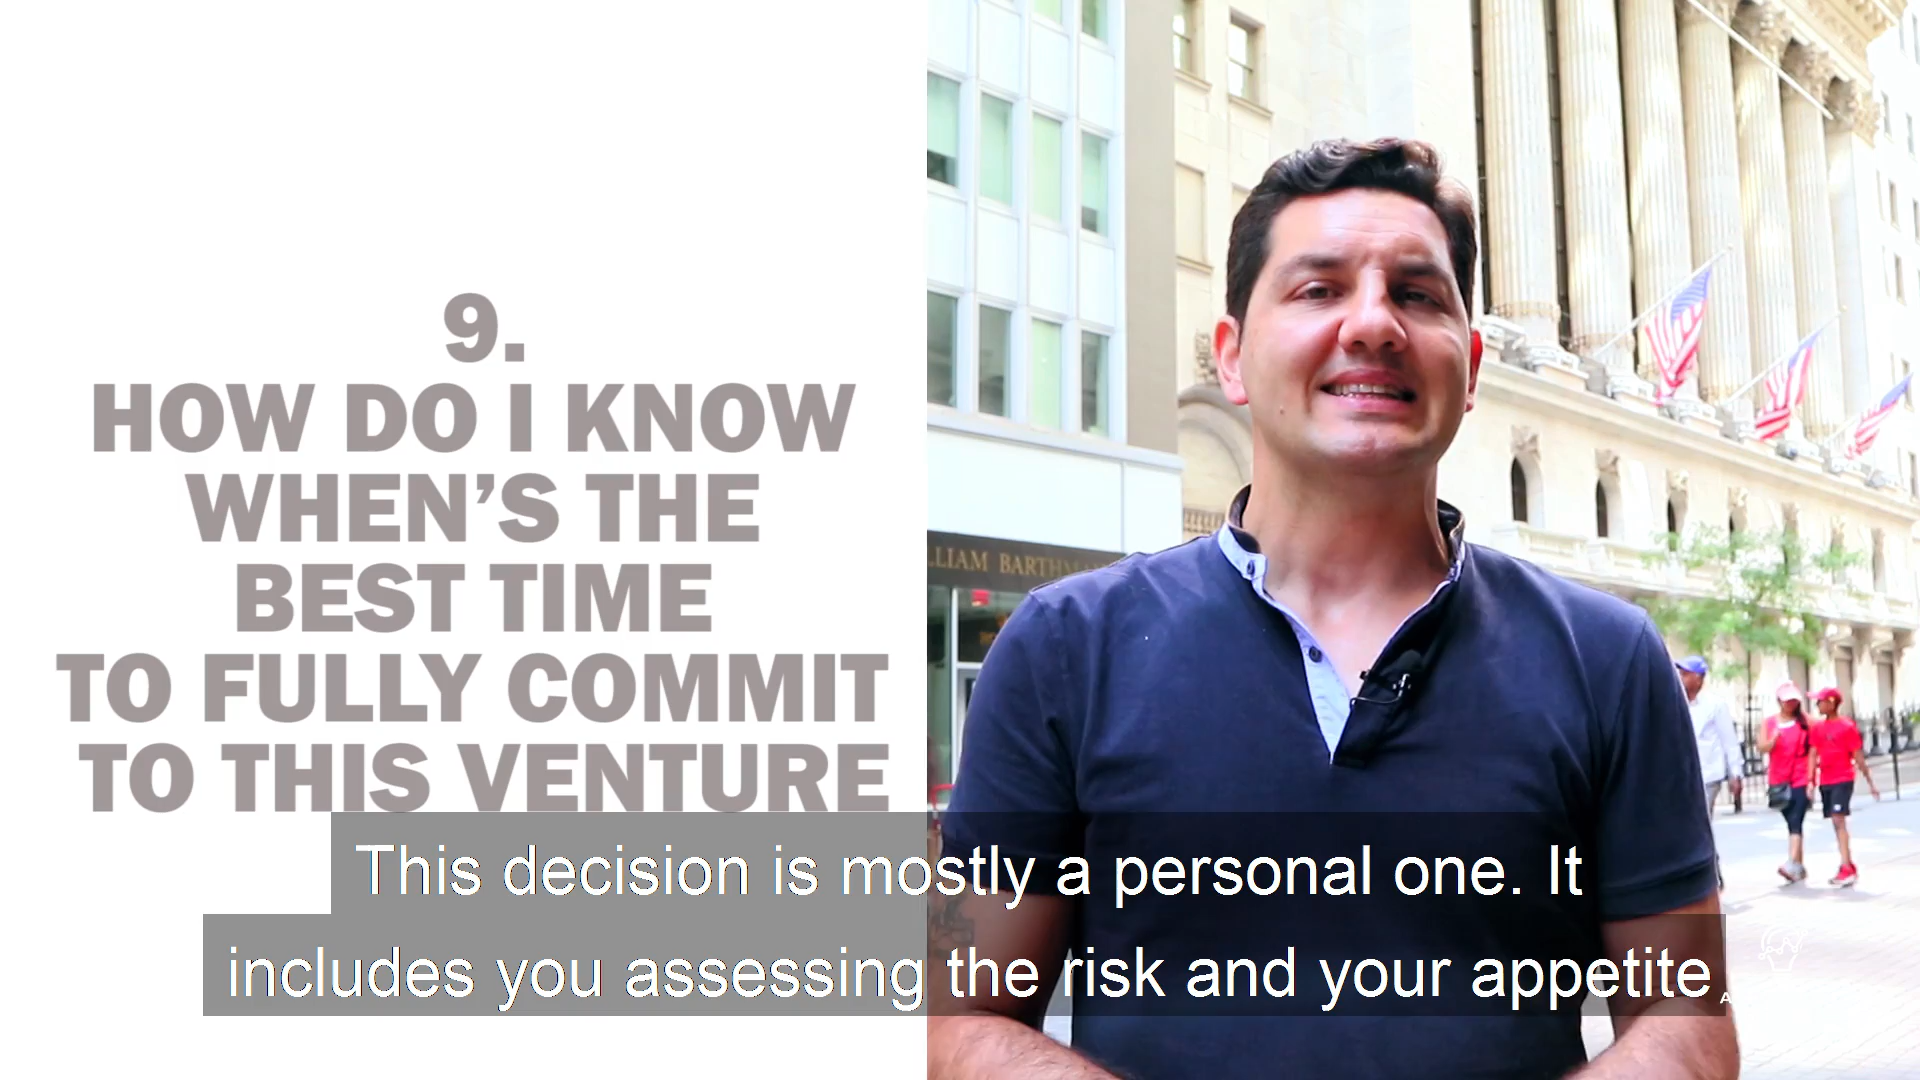 9.
HOW DO I KNOW
WHEN'S THE
BEST TIME
TO FULLY COMMIT
TO THIS VENTURE
This decision is mostly a personal one. It
includes you assessing the risk and your appetite